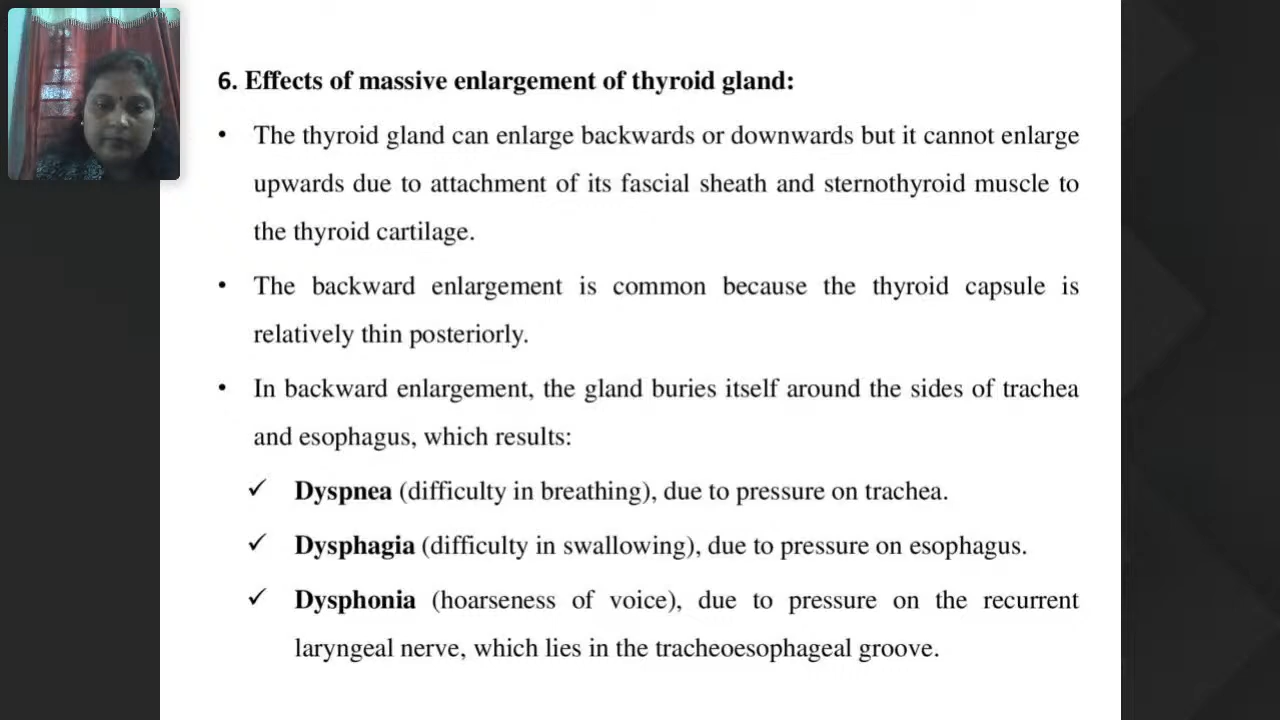 6. Effects of massive enlargement of thyroid gland:
• The thyroid gland can enlarge backwards or downwards but it cannot enlarge
upwards due to attachment of its fascial sheath and sternothyroid muscle to
the thyroid cartilage.
• The backward enlargement is common because the thyroid capsule is
relatively thin posteriorly.
• In backward enlargement, the gland buries itself around the sides of trachea
and esophagus, which results:
✓ Dyspnea (difficulty in breathing), due to pressure on trachea.
✓ Dysphagia (difficulty in swallowing), due to pressure on esophagus.
✓ Dysphonia (hoarseness of voice), due to pressure on the recurrent
laryngeal nerve, which lies in the tracheoesophageal groove.